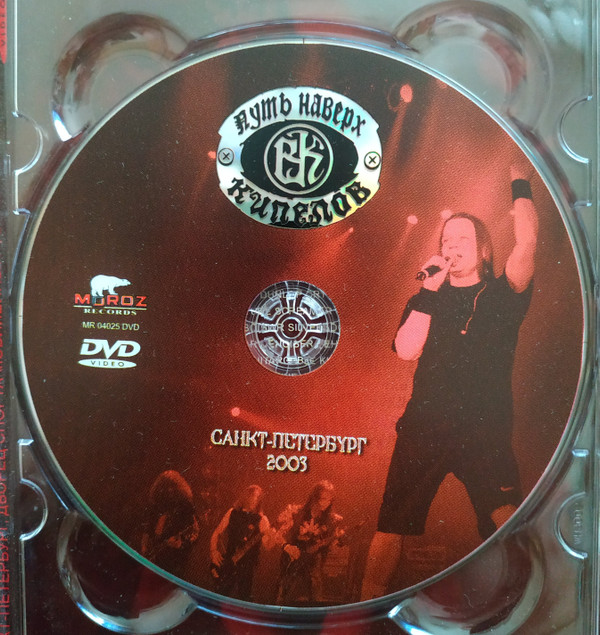 ПУТЬ НАВЕРХ
КИПЕЛОВ
MOROZ
RECORDS
MR 04025 DVD
DVD
VIDEO
САНКТ-ПЕТЕРБУРГ
2003